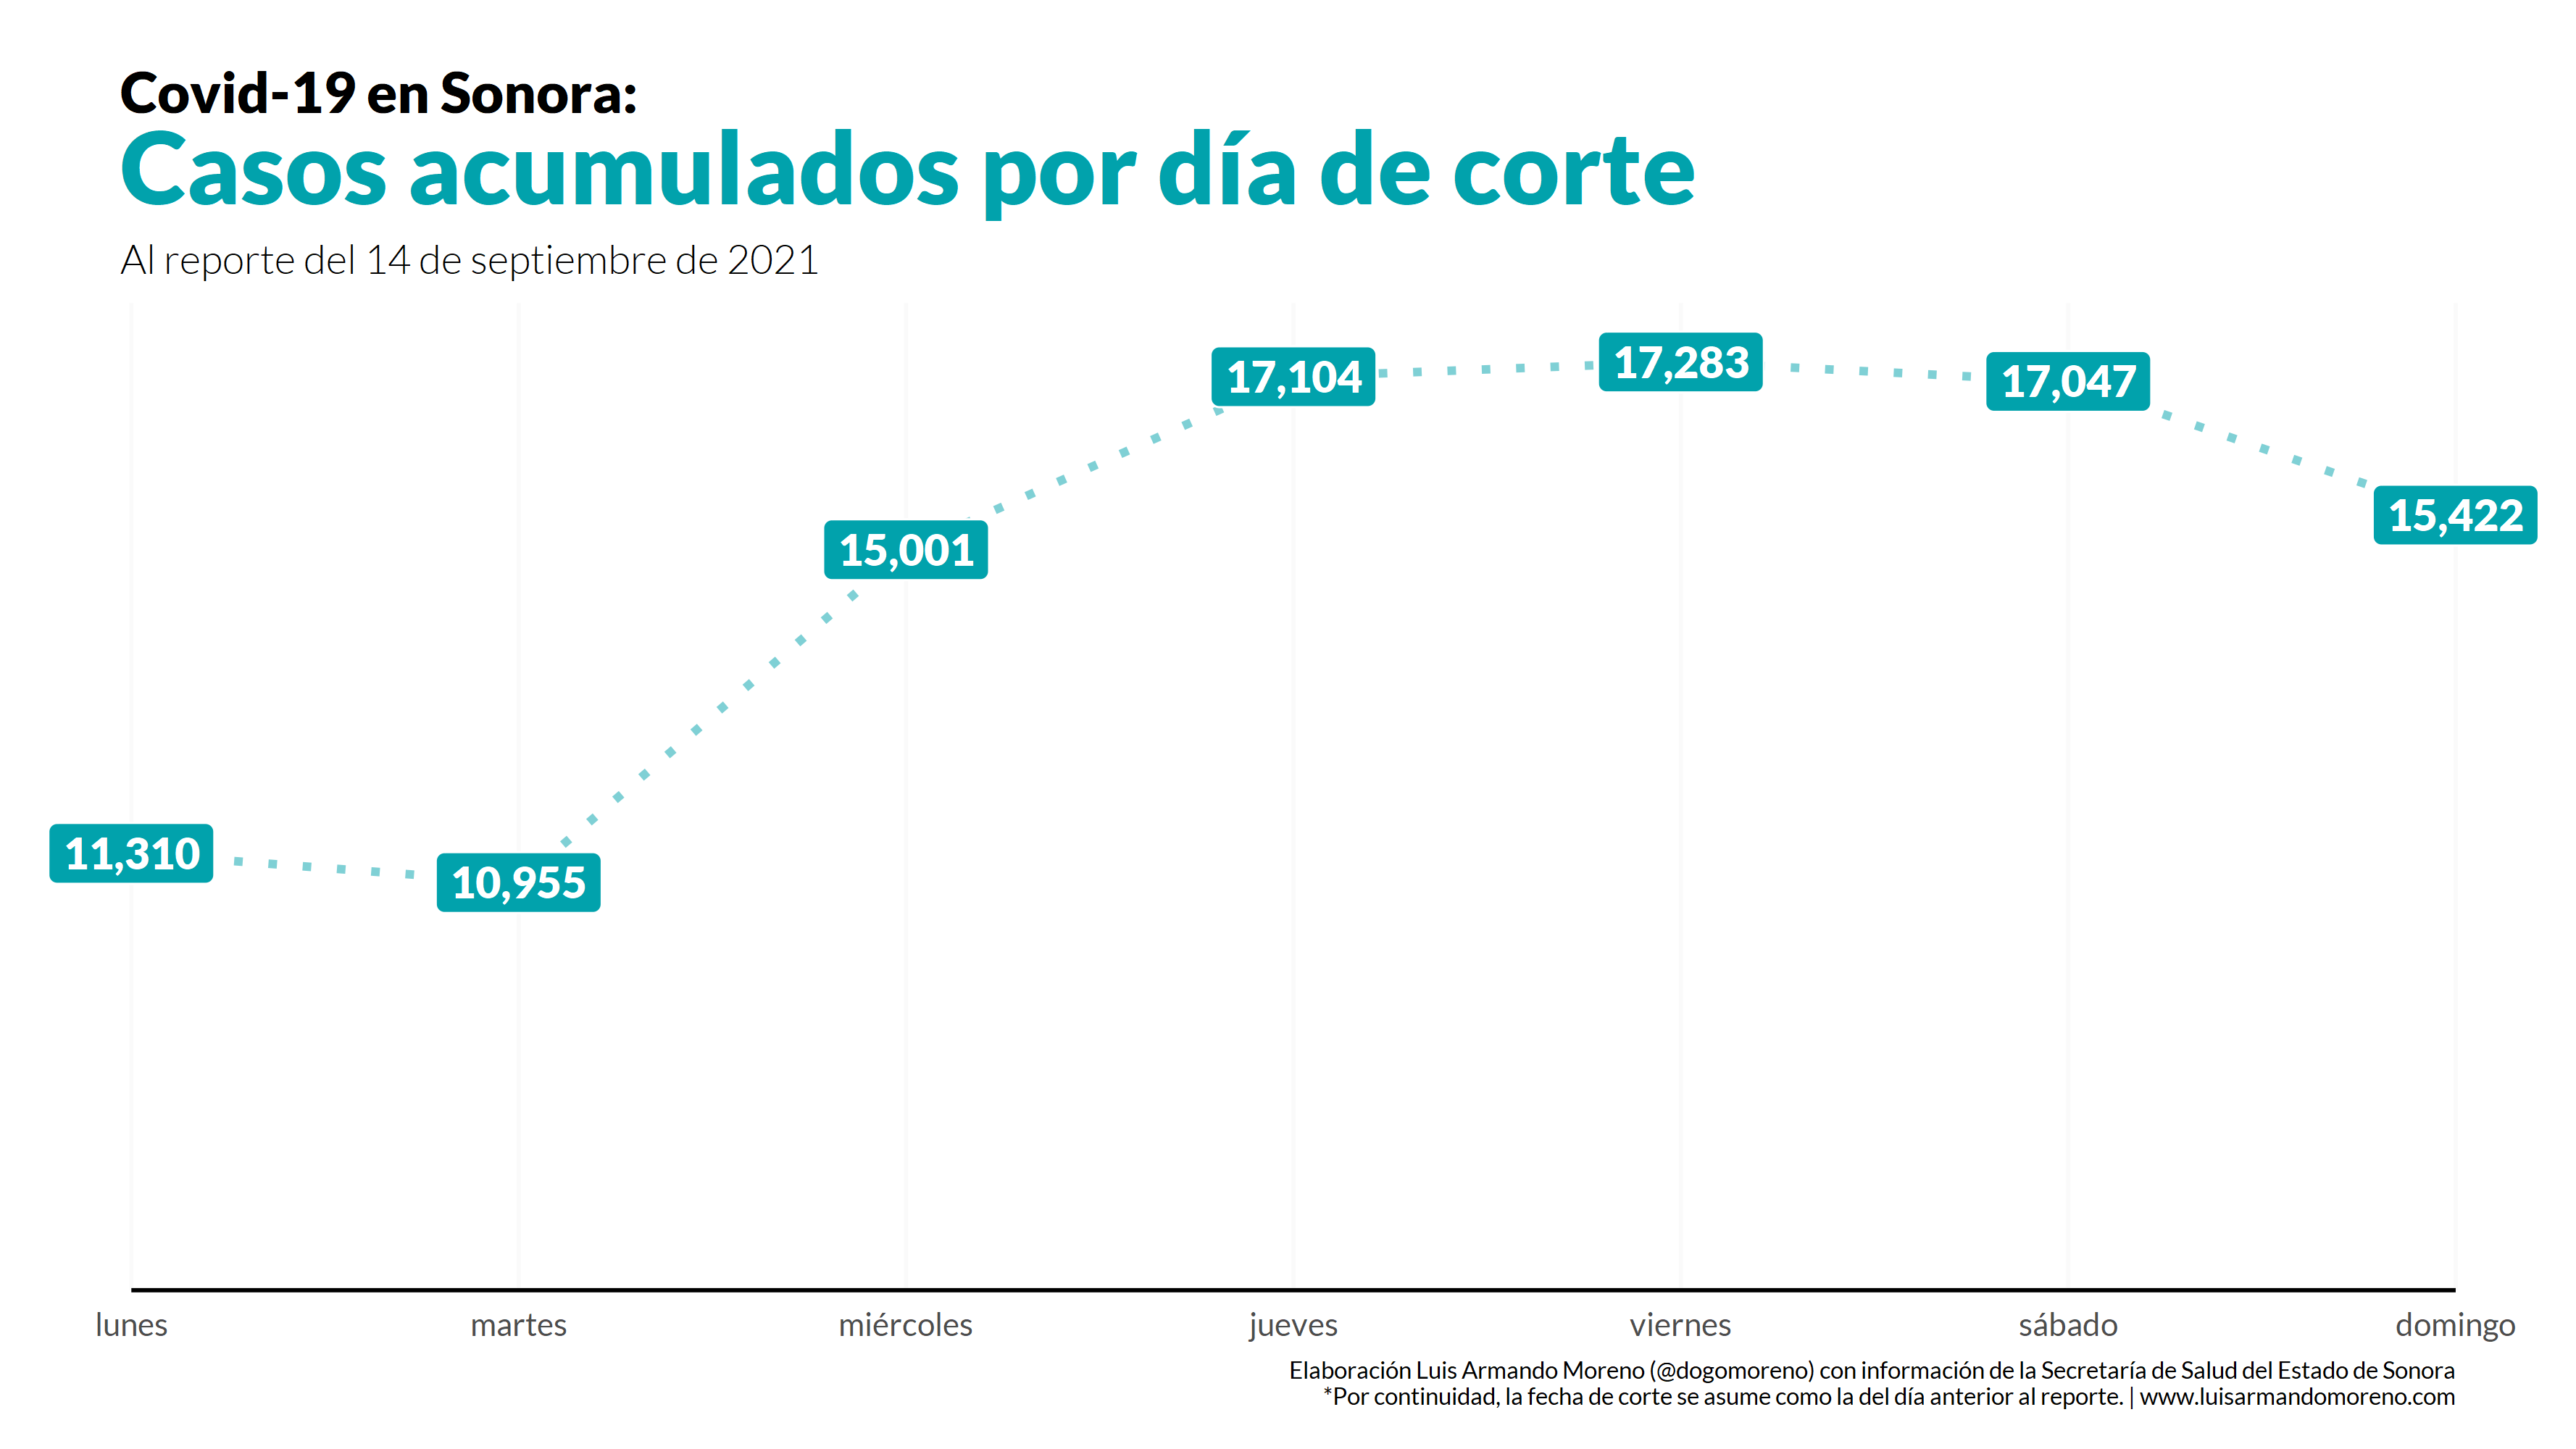 Covid-19 en Sonora:
Casos acumulados por día de corte
Al reporte del 14 de septiembre de 2021
11,310
10,955
15,001
17,104
17,283
17,047
15,422
lunes
martes
miércoles
jueves
viernes
sábado
domingo
Elaboración Luis Armando Moreno (@dogomoreno) con información de la Secretaría de Salud del Estado de Sonora
*Por continuidad, la fecha de corte se asume como la del día anterior al reporte. | www.luisarmandomoreno.com